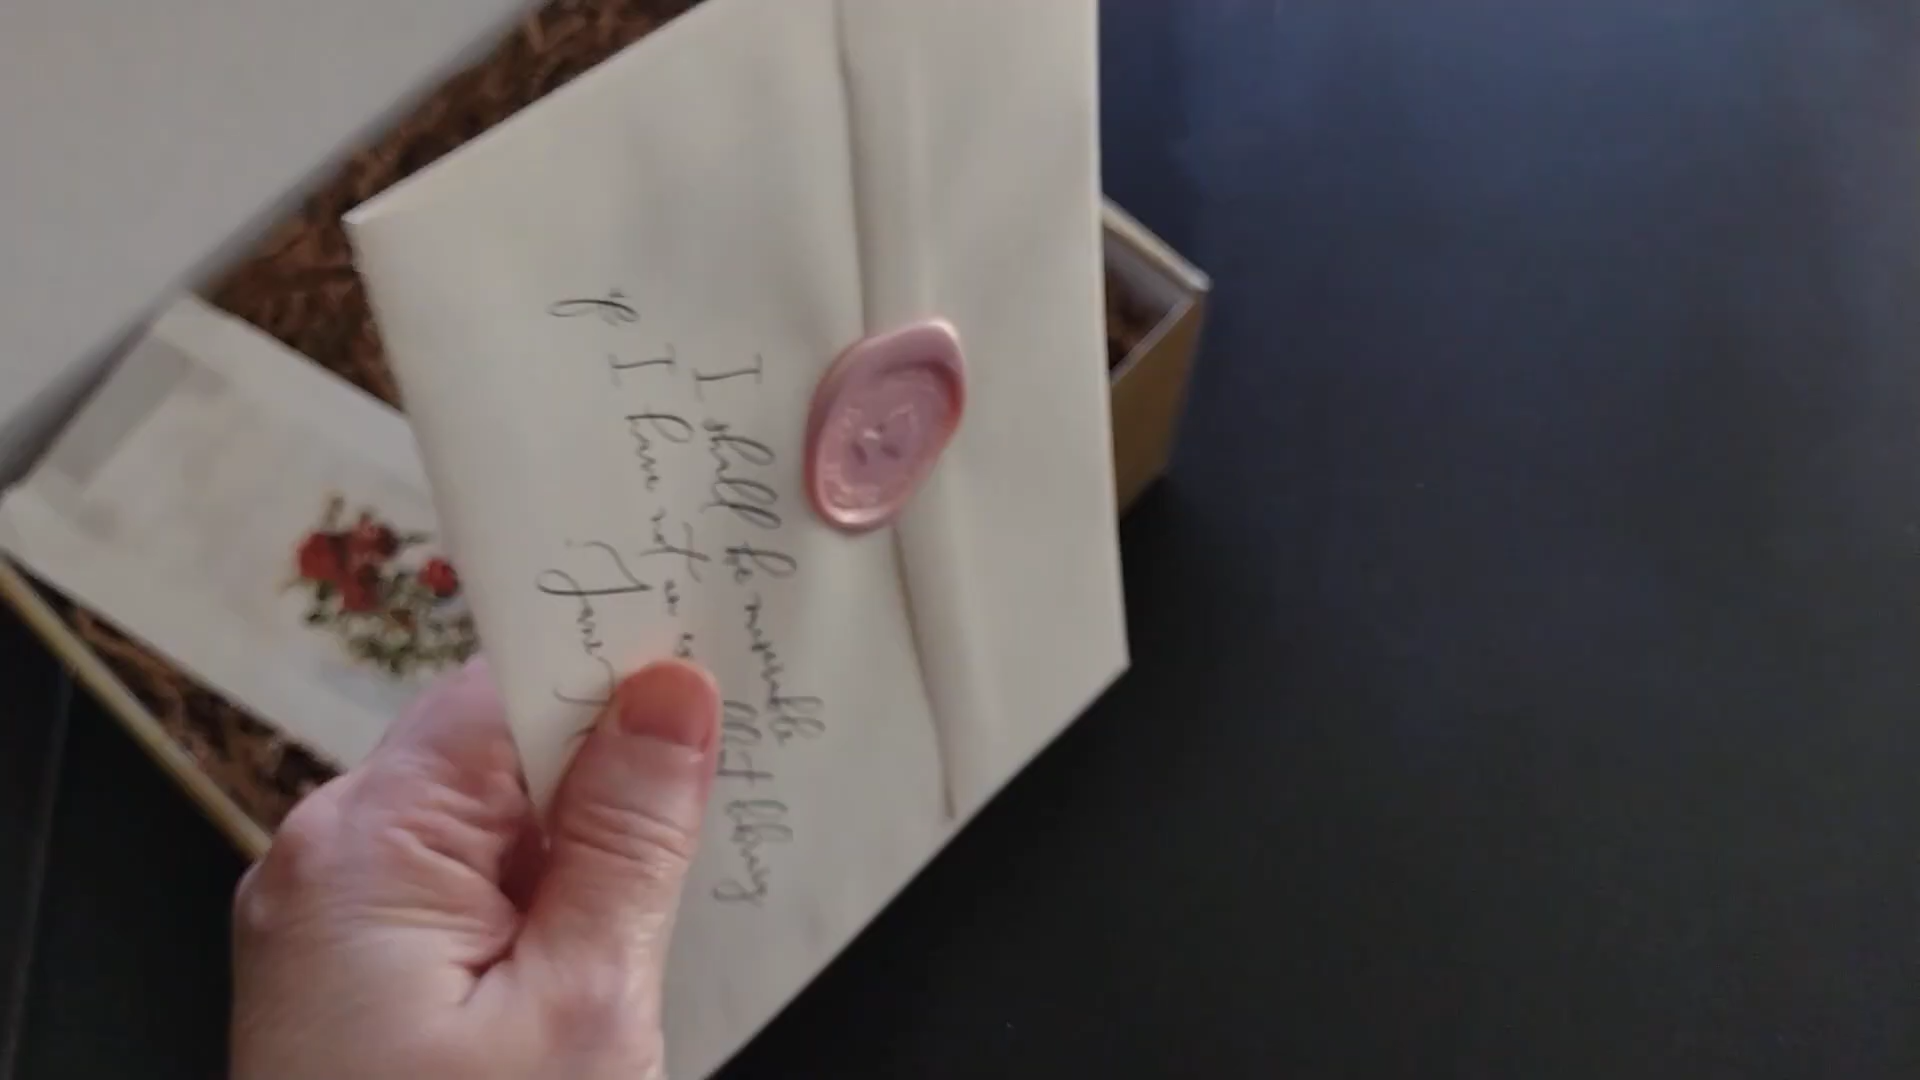 I shall be miserable
if I have not an
library
Jane